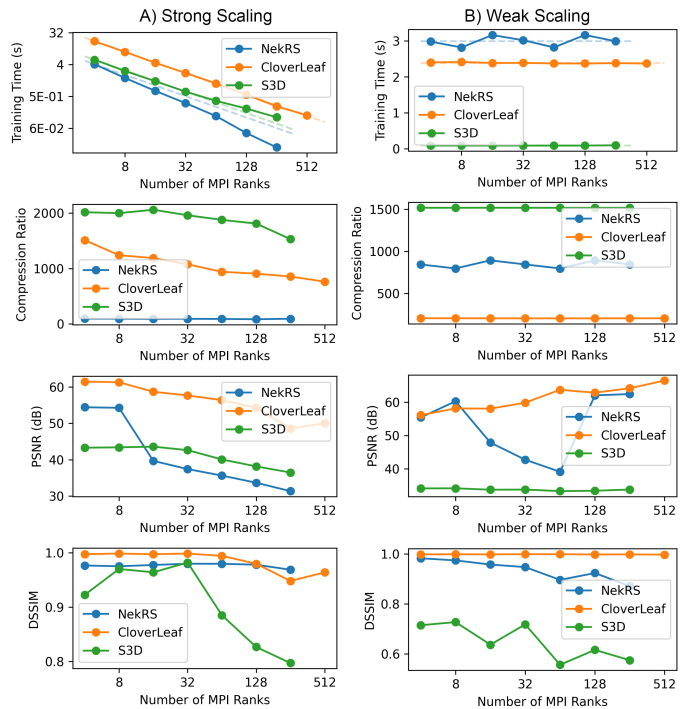 A) Strong Scaling
32
4
5E-01
6E-02
Training Time (s)
NekRS
CloverLeaf
S3D
8
32
128
512
Number of MPI Ranks
2000
1000
0
Compression Ratio
NekRS
CloverLeaf
S3D
8
32
128
512
Number of MPI Ranks
60
50
40
30
PSNR (dB)
NekRS
CloverLeaf
S3D
8
32
128
512
Number of MPI Ranks
1.0
0.9
0.8
DSSIM
NekRS
CloverLeaf
S3D
8
32
128
512
Number of MPI Ranks
B) Weak Scaling
3
2
1
0
Training Time (s)
NekRS
CloverLeaf
S3D
8
32
128
512
Number of MPI Ranks
1500
1000
500
Compression Ratio
NekRS
CloverLeaf
S3D
8
32
128
512
Number of MPI Ranks
60
50
40
PSNR (dB)
NekRS
CloverLeaf
S3D
8
32
128
512
Number of MPI Ranks
1.0
0.8
0.6
DSSIM
NekRS
CloverLeaf
S3D
8
32
128
512
Number of MPI Ranks